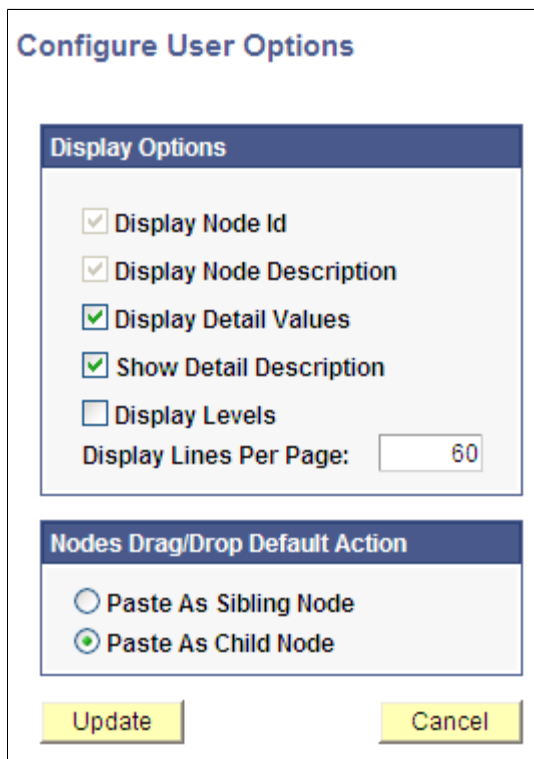 Configure User Options
Display Options
Display Node Id
Display Node Description
Display Detail Values
Show Detail Description
Display Levels
Display Lines Per Page: 60
Nodes Drag/Drop Default Action
Paste As Sibling Node
Paste As Child Node
Update Cancel